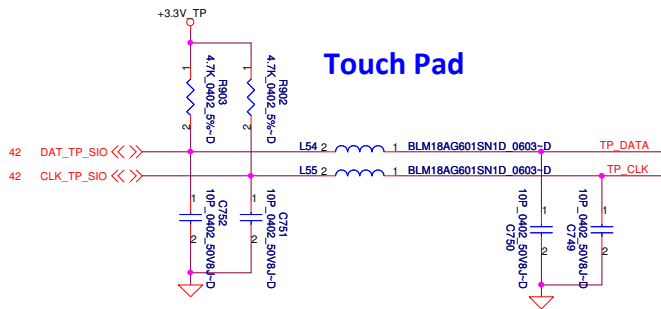 +3.3V_TP
Touch Pad
1
1
4.7K_0402_5%~D
R903
4.7K_0402_5%~D
R902
2
2
42 DAT_TP_SIO
L54 2 1 BLM18AG601SN1D_0603~D
TP_DATA
42 CLK_TP_SIO
L55 2 1 BLM18AG601SN1D_0603~D
TP_CLK
1
1
1
1
10P_0402_50V8J~D
C752
10P_0402_50V8J~D
C751
10P_0402_50V8J~D
C750
10P_0402_50V8J~D
C749
2
2
2
2